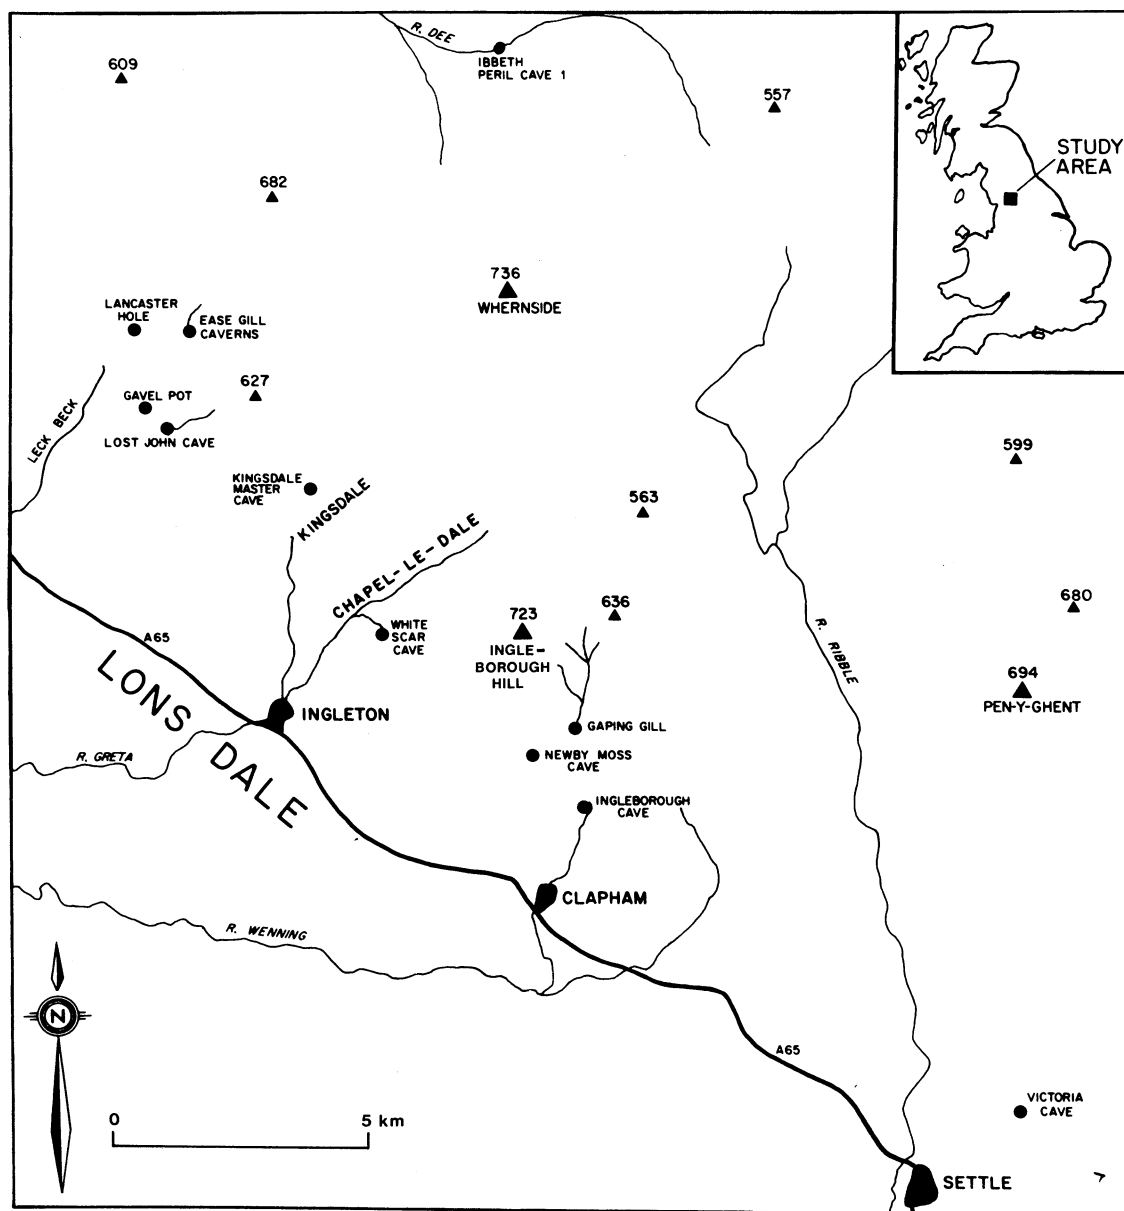 R. DEE
IBBETH
PERIL CAVE 1
609
557
STUDY
AREA
682
736
WHERNSIDE
LANCASTER
HOLE
EASE GILL
CAVERNS
627
GAVEL POT
LOST JOHN CAVE
LECK BECK
599
KINGSDALE
MASTER
CAVE
KINGSDALE
563
CHAPEL-LE-DALE
WHITE
SCAR
CAVE
723
INGLE-
BOROUGH
HILL
636
680
R. RIBBLE
694
PEN-Y-GHENT
A65
LONS DALE
INGLETON
GAPING GILL
R. GRETA
NEWBY MOSS
CAVE
INGLEBOROUGH
CAVE
CLAPHAM
R. WENNING
N
A65
0 5 km
VICTORIA
CAVE
SETTLE